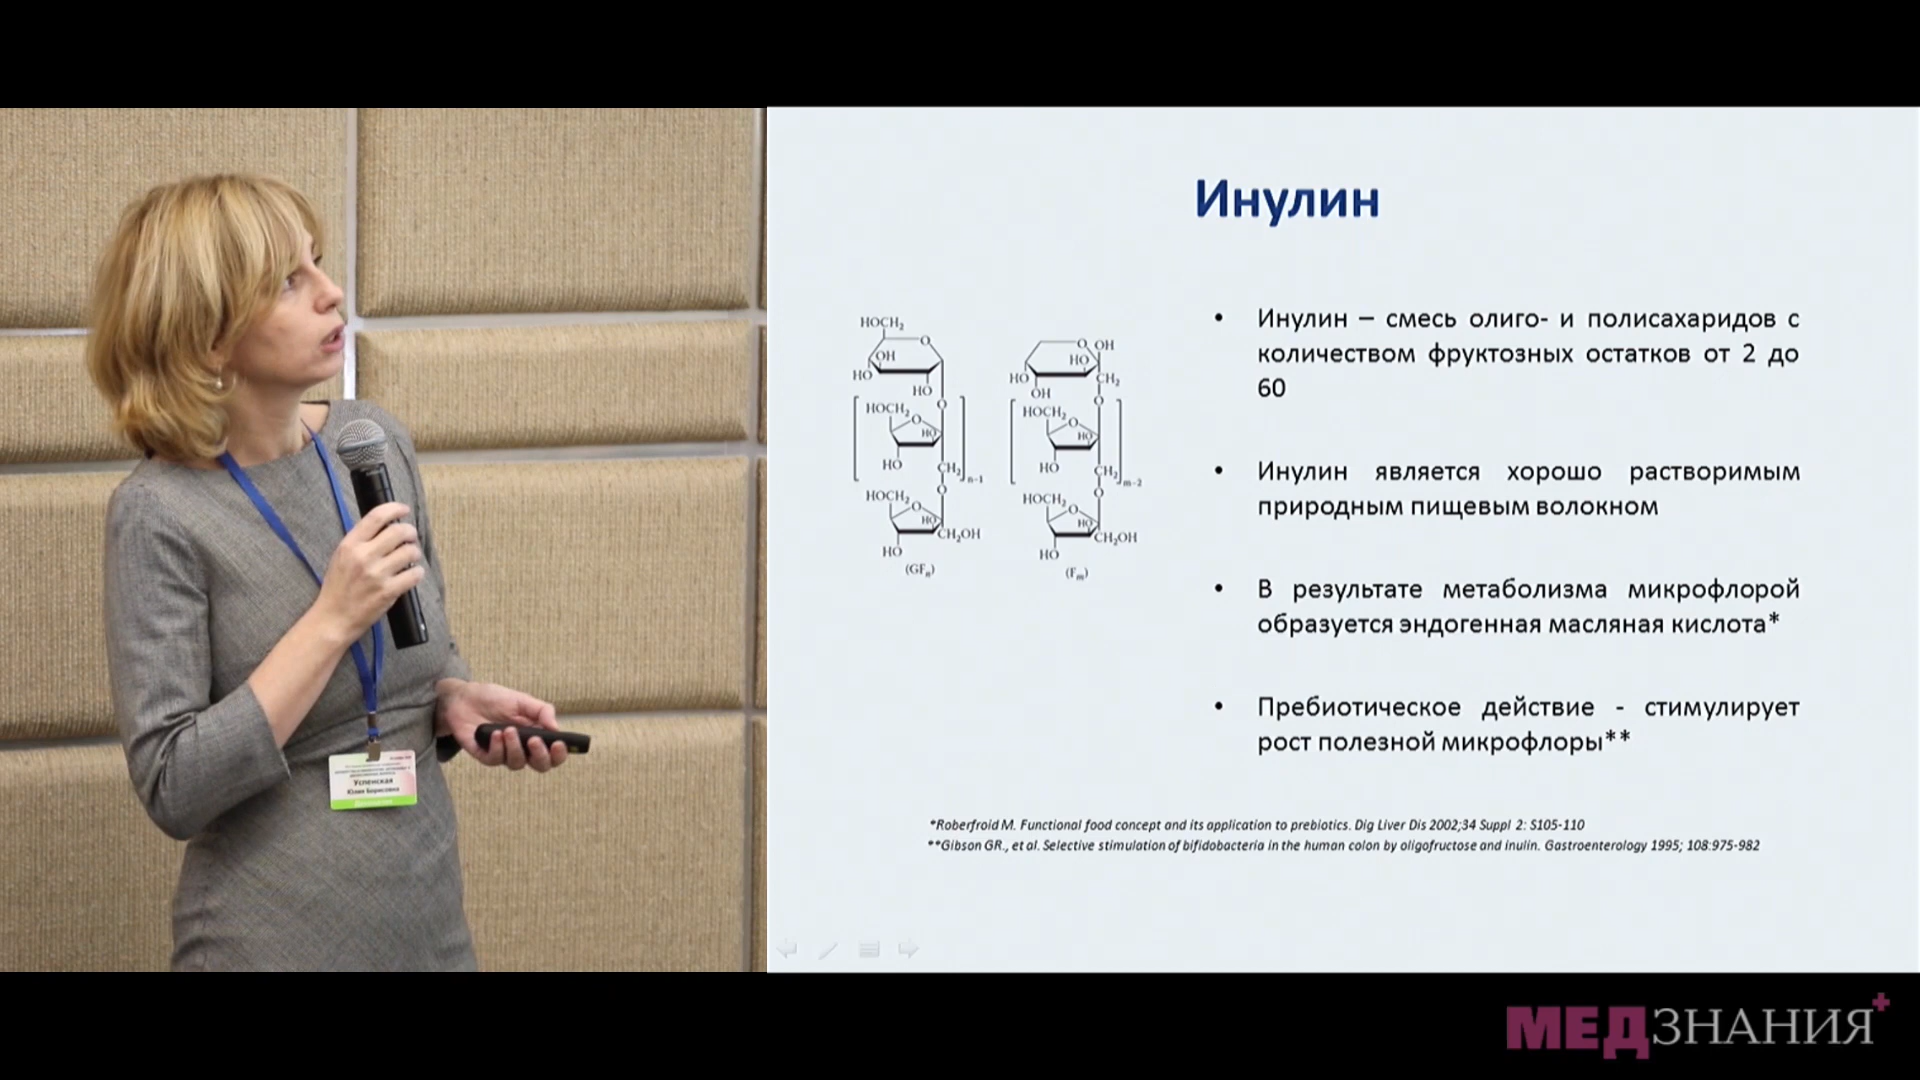 Инулин
• Инулин – смесь олиго- и полисахаридов с
количеством фруктозных остатков от 2 до
60
• Инулин является хорошо растворимым
природным пищевым волокном
• В результате метаболизма микрофлорой
образуется эндогенная масляная кислота*
• Пребиотическое действие - стимулирует
рост полезной микрофлоры**
HOCH₂
O
OH
HO
HO
O
HOCH₂
O
HO
HO
CH₂
n-1
O
HOCH₂
O
HO
CH₂OH
HO
(GFₙ)
O OH
HO
HO
CH₂
OH
O
HOCH₂
O
HO
HO
CH₂
m-2
O
HOCH₂
O
HO
CH₂OH
HO
(Fₘ)
*Roberfroid M. Functional food concept and its application to prebiotics. Dig Liver Dis 2002;34 Suppl 2: S105-110
**Gibson GR., et al. Selective stimulation of bifidobacteria in the human colon by oligofructose and inulin. Gastroenterology 1995; 108:975-982
Успенская
Юлия Борисовна
МЕДЗНАНИЯ+